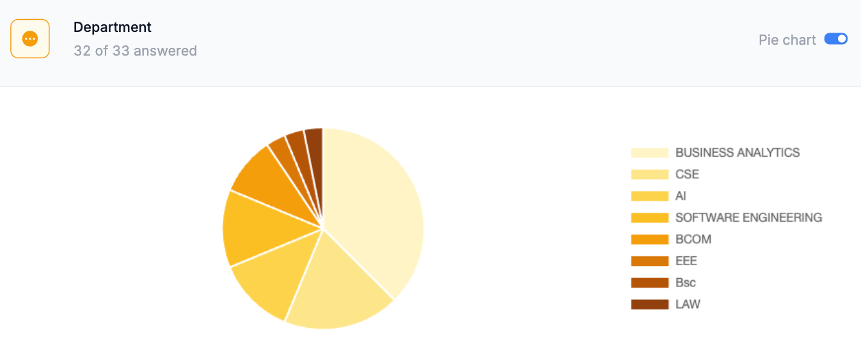 Department
32 of 33 answered
Pie chart
BUSINESS ANALYTICS
CSE
AI
SOFTWARE ENGINEERING
BCOM
EEE
Bsc
LAW